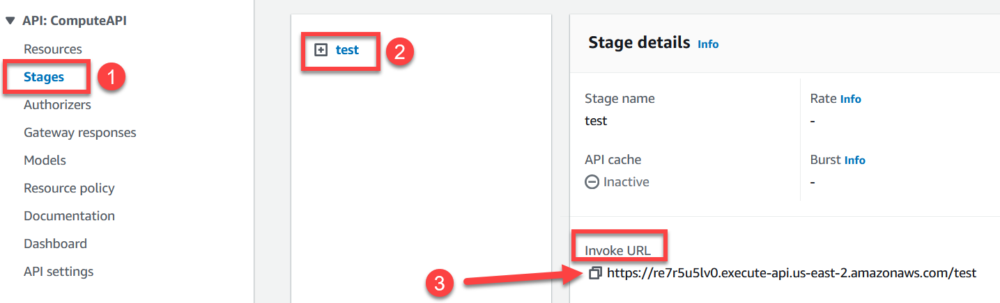 API: ComputeAPI
Resources
Stages
1
Authorizers
Gateway responses
Models
Resource policy
Documentation
Dashboard
API settings
test
2
Stage details Info
Stage name
test
Rate Info
-
API cache
Inactive
Burst Info
-
Invoke URL
3
https://re7r5u5lv0.execute-api.us-east-2.amazonaws.com/test